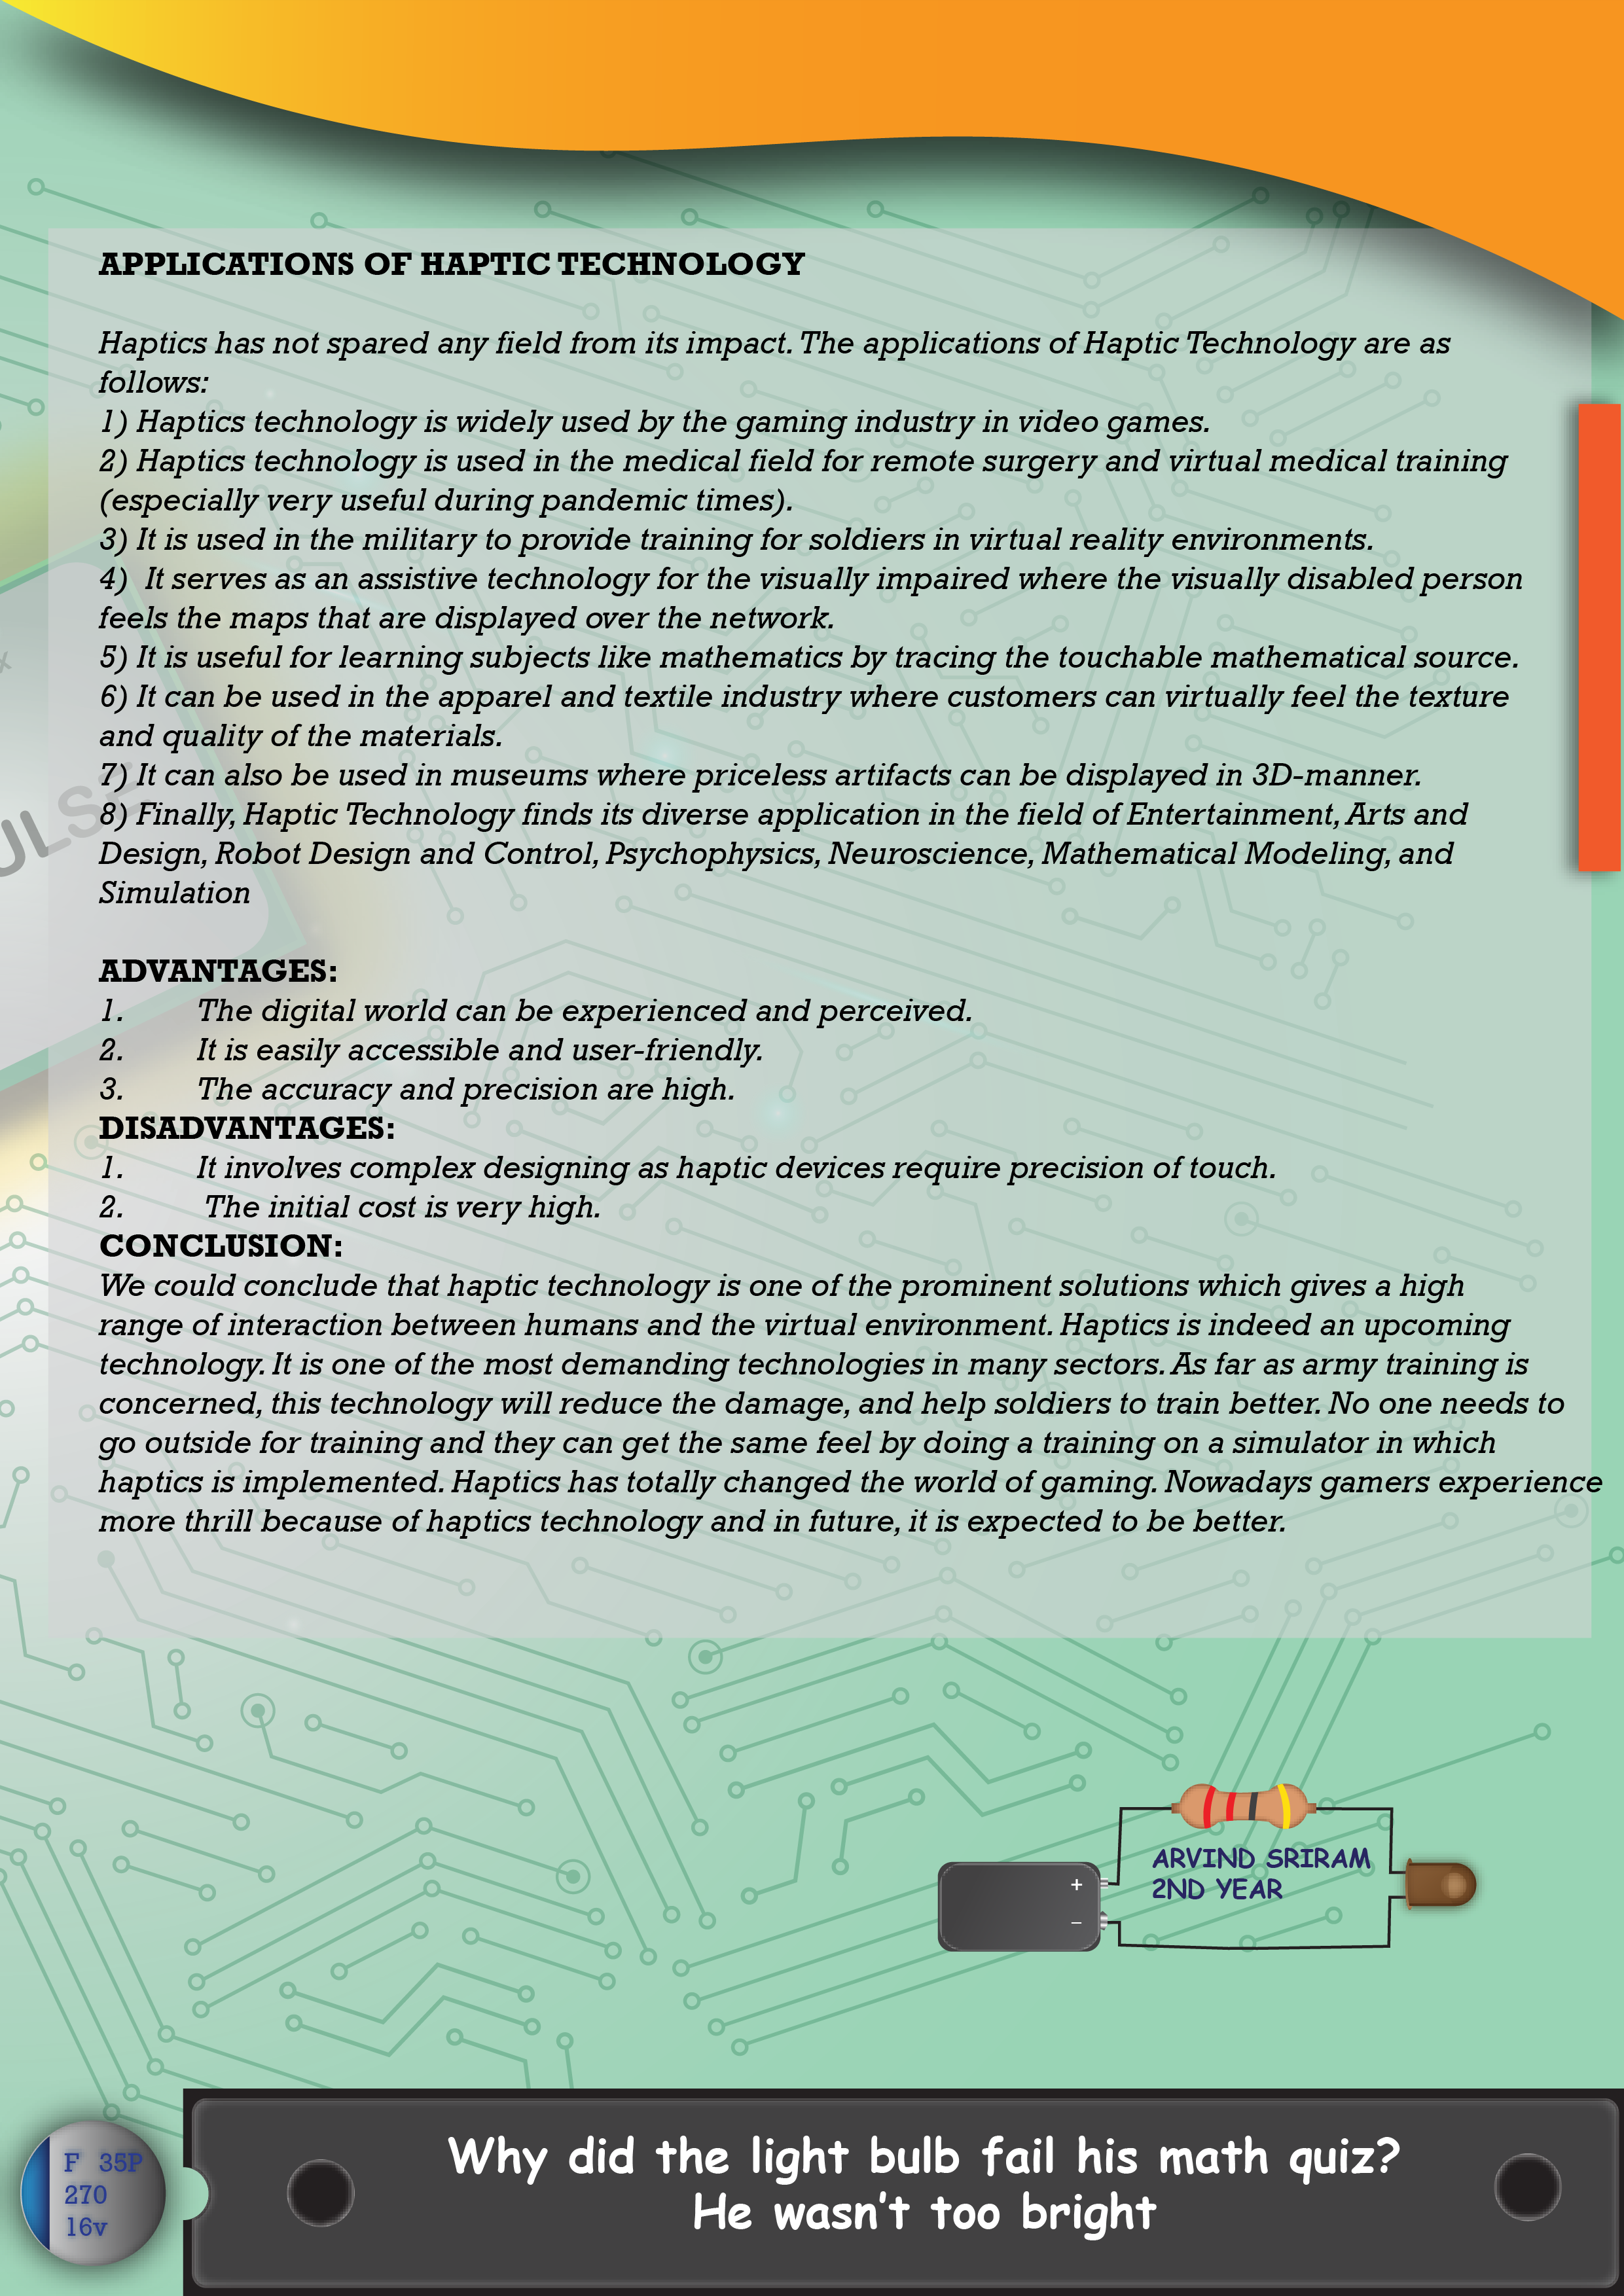 APPLICATIONS OF HAPTIC TECHNOLOGY
Haptics has not spared any field from its impact. The applications of Haptic Technology are as
follows:
1) Haptics technology is widely used by the gaming industry in video games.
2) Haptics technology is used in the medical field for remote surgery and virtual medical training
(especially very useful during pandemic times).
3) It is used in the military to provide training for soldiers in virtual reality environments.
4) It serves as an assistive technology for the visually impaired where the visually disabled person
feels the maps that are displayed over the network.
5) It is useful for learning subjects like mathematics by tracing the touchable mathematical source.
6) It can be used in the apparel and textile industry where customers can virtually feel the texture
and quality of the materials.
7) It can also be used in museums where priceless artifacts can be displayed in 3D-manner.
8) Finally, Haptic Technology finds its diverse application in the field of Entertainment, Arts and
Design, Robot Design and Control, Psychophysics, Neuroscience, Mathematical Modeling, and
Simulation
ADVANTAGES:
1. The digital world can be experienced and perceived.
2. It is easily accessible and user-friendly.
3. The accuracy and precision are high.
DISADVANTAGES:
1. It involves complex designing as haptic devices require precision of touch.
2. The initial cost is very high.
CONCLUSION:
We could conclude that haptic technology is one of the prominent solutions which gives a high
range of interaction between humans and the virtual environment. Haptics is indeed an upcoming
technology. It is one of the most demanding technologies in many sectors. As far as army training is
concerned, this technology will reduce the damage, and help soldiers to train better. No one needs to
go outside for training and they can get the same feel by doing a training on a simulator in which
haptics is implemented. Haptics has totally changed the world of gaming. Nowadays gamers experience
more thrill because of haptics technology and in future, it is expected to be better.
+
ARVIND SRIRAM
2ND YEAR
−
F 35P
270
16v
Why did the light bulb fail his math quiz?
He wasn't too bright